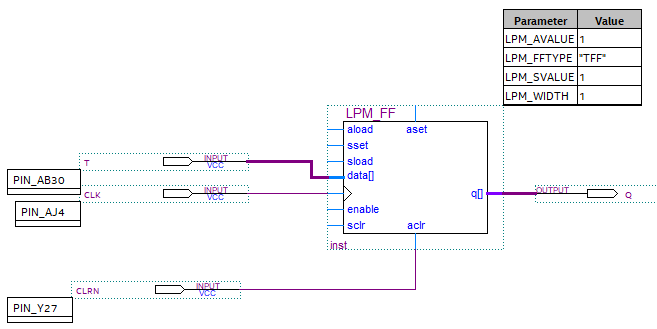 Parameter Value
LPM_AVALUE 1
LPM_FFTYPE "TFF"
LPM_SVALUE 1
LPM_WIDTH 1
LPM_FF
aload aset
sset
sload
data[]
T INPUT
VCC
PIN_AB30
CLK INPUT
VCC
q[] OUTPUT Q
PIN_AJ4
enable
sclr aclr
inst
CLRN INPUT
VCC
PIN_Y27